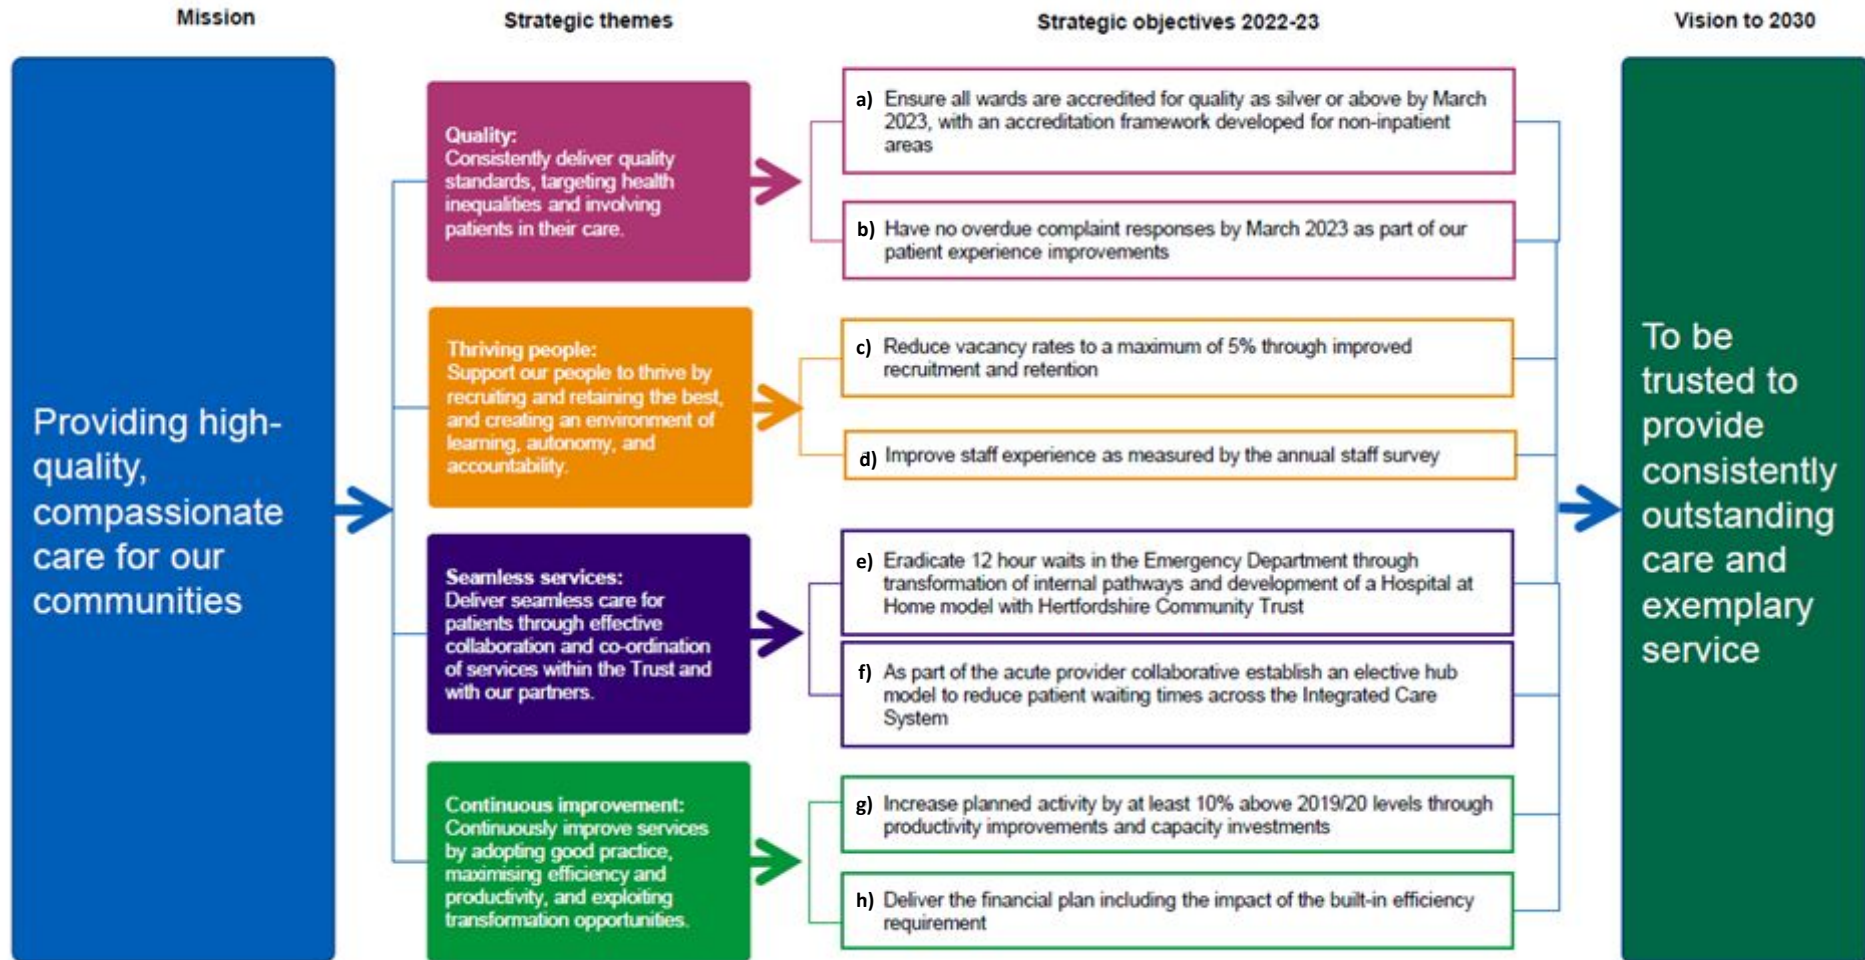 Mission
Strategic themes
Strategic objectives 2022-23
Vision to 2030
Providing high-
quality,
compassionate
care for our
communities
Quality:
Consistently deliver quality
standards, targeting health
inequalities and involving
patients in their care.
a) Ensure all wards are accredited for quality as silver or above by March
2023, with an accreditation framework developed for non-inpatient
areas
b) Have no overdue complaint responses by March 2023 as part of our
patient experience improvements
Thriving people:
Support our people to thrive by
recruiting and retaining the best,
and creating an environment of
learning, autonomy, and
accountability.
c) Reduce vacancy rates to a maximum of 5% through improved
recruitment and retention
d) Improve staff experience as measured by the annual staff survey
Seamless services:
Deliver seamless care for
patients through effective
collaboration and co-ordination
of services within the Trust and
with our partners.
e) Eradicate 12 hour waits in the Emergency Department through
transformation of internal pathways and development of a Hospital at
Home model with Hertfordshire Community Trust
f) As part of the acute provider collaborative establish an elective hub
model to reduce patient waiting times across the Integrated Care
System
Continuous improvement:
Continuously improve services
by adopting good practice,
maximising efficiency and
productivity, and exploiting
transformation opportunities.
g) Increase planned activity by at least 10% above 2019/20 levels through
productivity improvements and capacity investments
h) Deliver the financial plan including the impact of the built-in efficiency
requirement
To be
trusted to
provide
consistently
outstanding
care and
exemplary
service